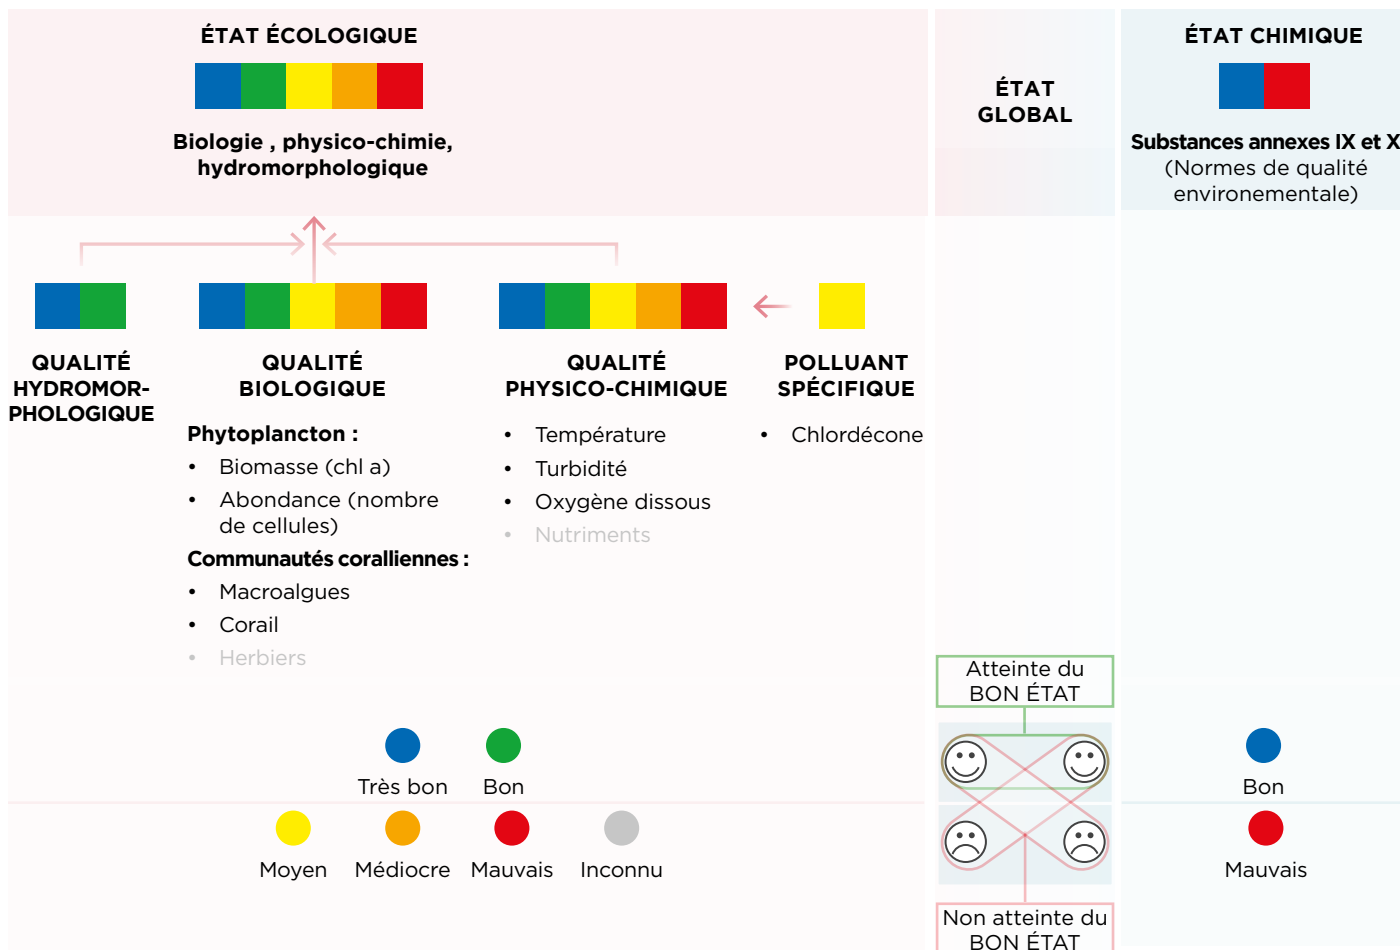 ÉTAT ÉCOLOGIQUE
Biologie , physico-chimie,
hydromorphologique
ÉTAT
GLOBAL
ÉTAT CHIMIQUE
Substances annexes IX et X
(Normes de qualité
environementale)
QUALITÉ
HYDROMOR-
PHOLOGIQUE
QUALITÉ
BIOLOGIQUE
Phytoplancton :
• Biomasse (chl a)
• Abondance (nombre
de cellules)
Communautés coralliennes :
• Macroalgues
• Corail
• Herbiers
QUALITÉ
PHYSICO-CHIMIQUE
• Température
• Turbidité
• Oxygène dissous
• Nutriments
POLLUANT
SPÉCIFIQUE
• Chlordécone
Atteinte du
BON ÉTAT
Très bon
Bon
Bon
Moyen
Médiocre
Mauvais
Inconnu
Mauvais
Non atteinte du
BON ÉTAT